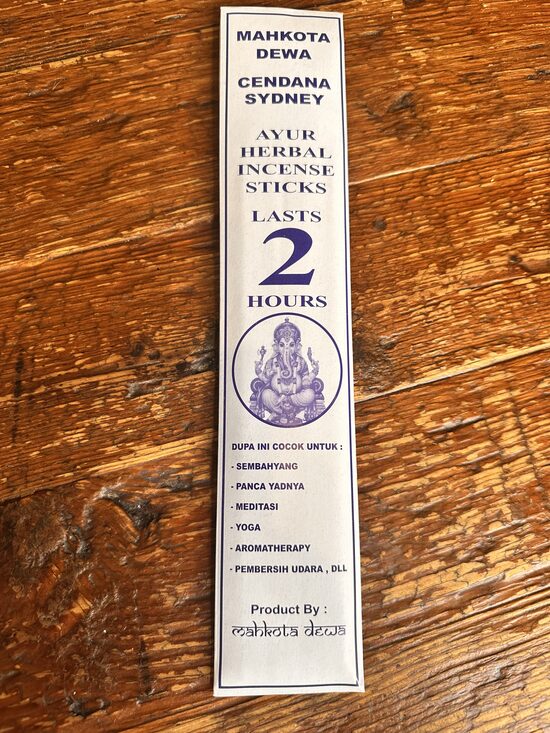 MAHKOTA
DEWA
CENDANA
SYDNEY
AYUR
HERBAL
INCENSE
STICKS
LASTS
2
HOURS
DUPA INI COCOK UNTUK :
- SEMBAHYANG
- PANCA YADNYA
- MEDITASI
- YOGA
- AROMATHERAPY
- PEMBERSIH UDARA , DLL
Product By :
mahkota dewa